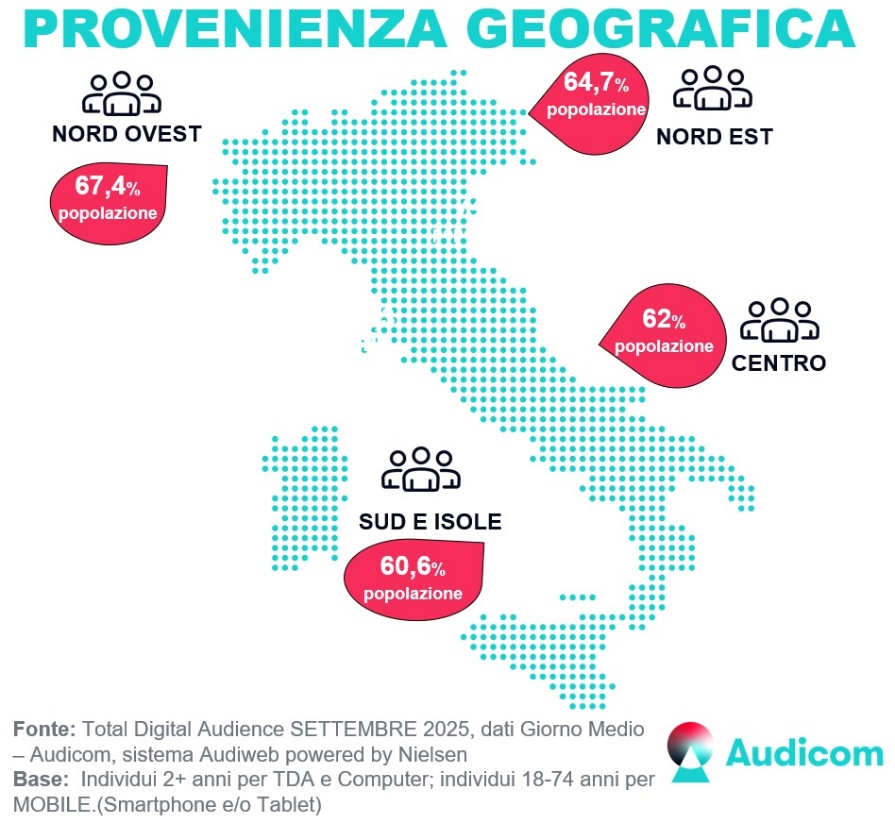 PROVENIENZA GEOGRAFICA
NORD OVEST
67,4%
popolazione
64,7%
popolazione
NORD EST
62%
popolazione
CENTRO
SUD E ISOLE
60,6%
popolazione
Fonte: Total Digital Audience SETTEMBRE 2025, dati Giorno Medio
– Audicom, sistema Audiweb powered by Nielsen
Base: Individui 2+ anni per TDA e Computer; individui 18-74 anni per
MOBILE.(Smartphone e/o Tablet)
Audicom